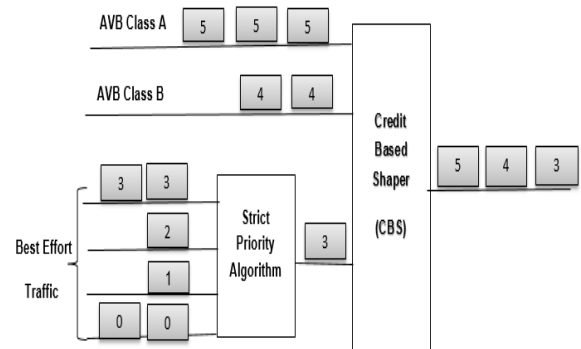 AVB Class A
5 5 5
AVB Class B
4 4
Credit
Based
Shaper
(CBS)
5 4 3
3 3
2
1
0 0
Best Effort
Traffic
Strict
Priority
Algorithm
3